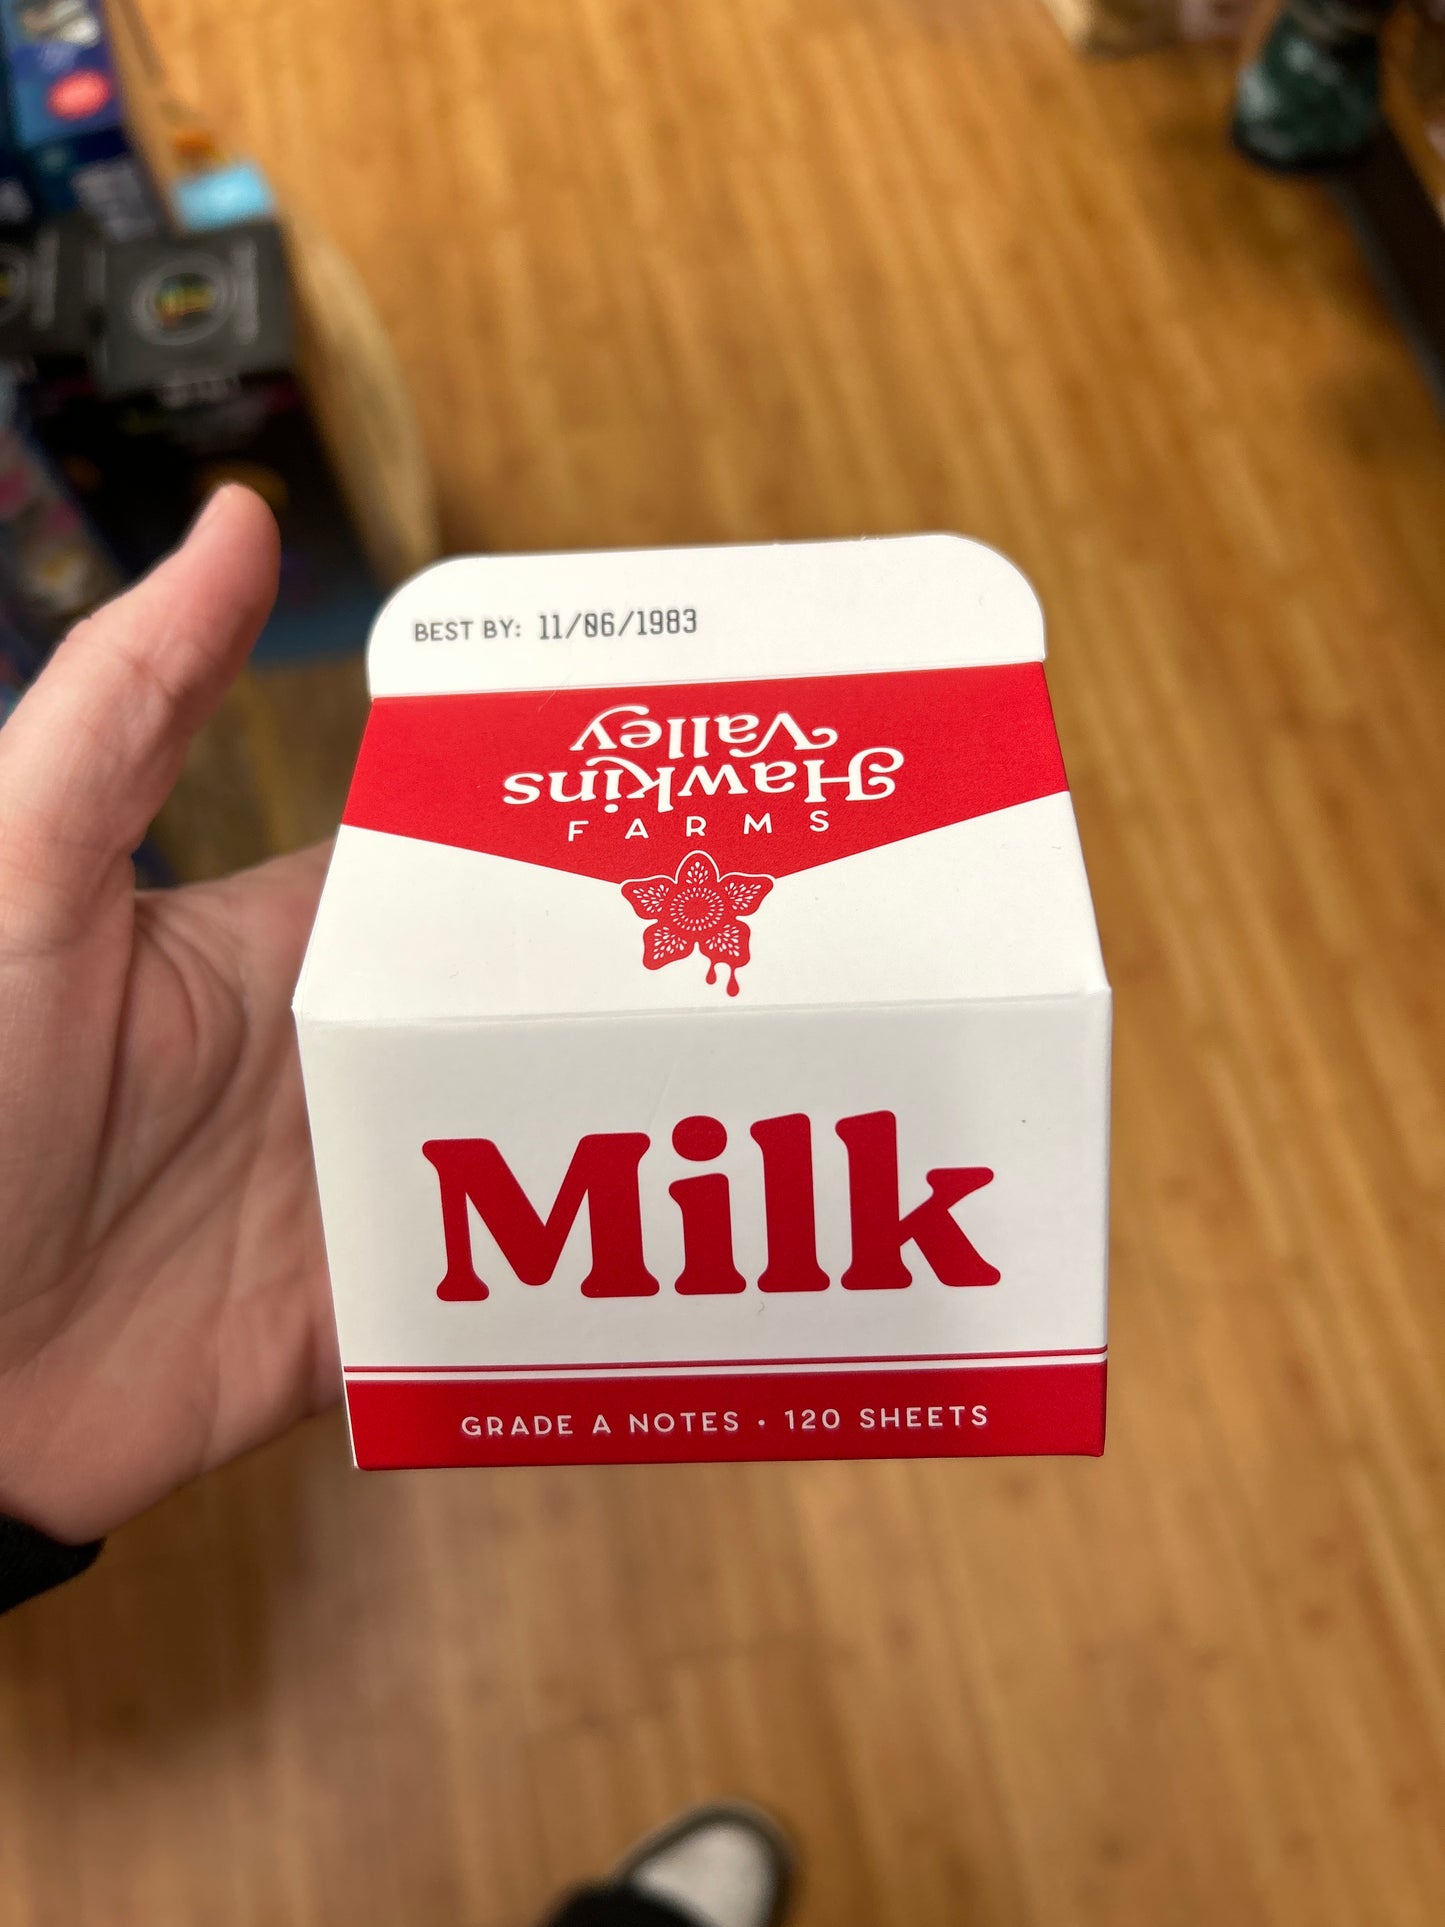 BEST BY: 11/06/1983
Hawkins
Valley
FARMS
Milk
GRADE A NOTES • 120 SHEETS